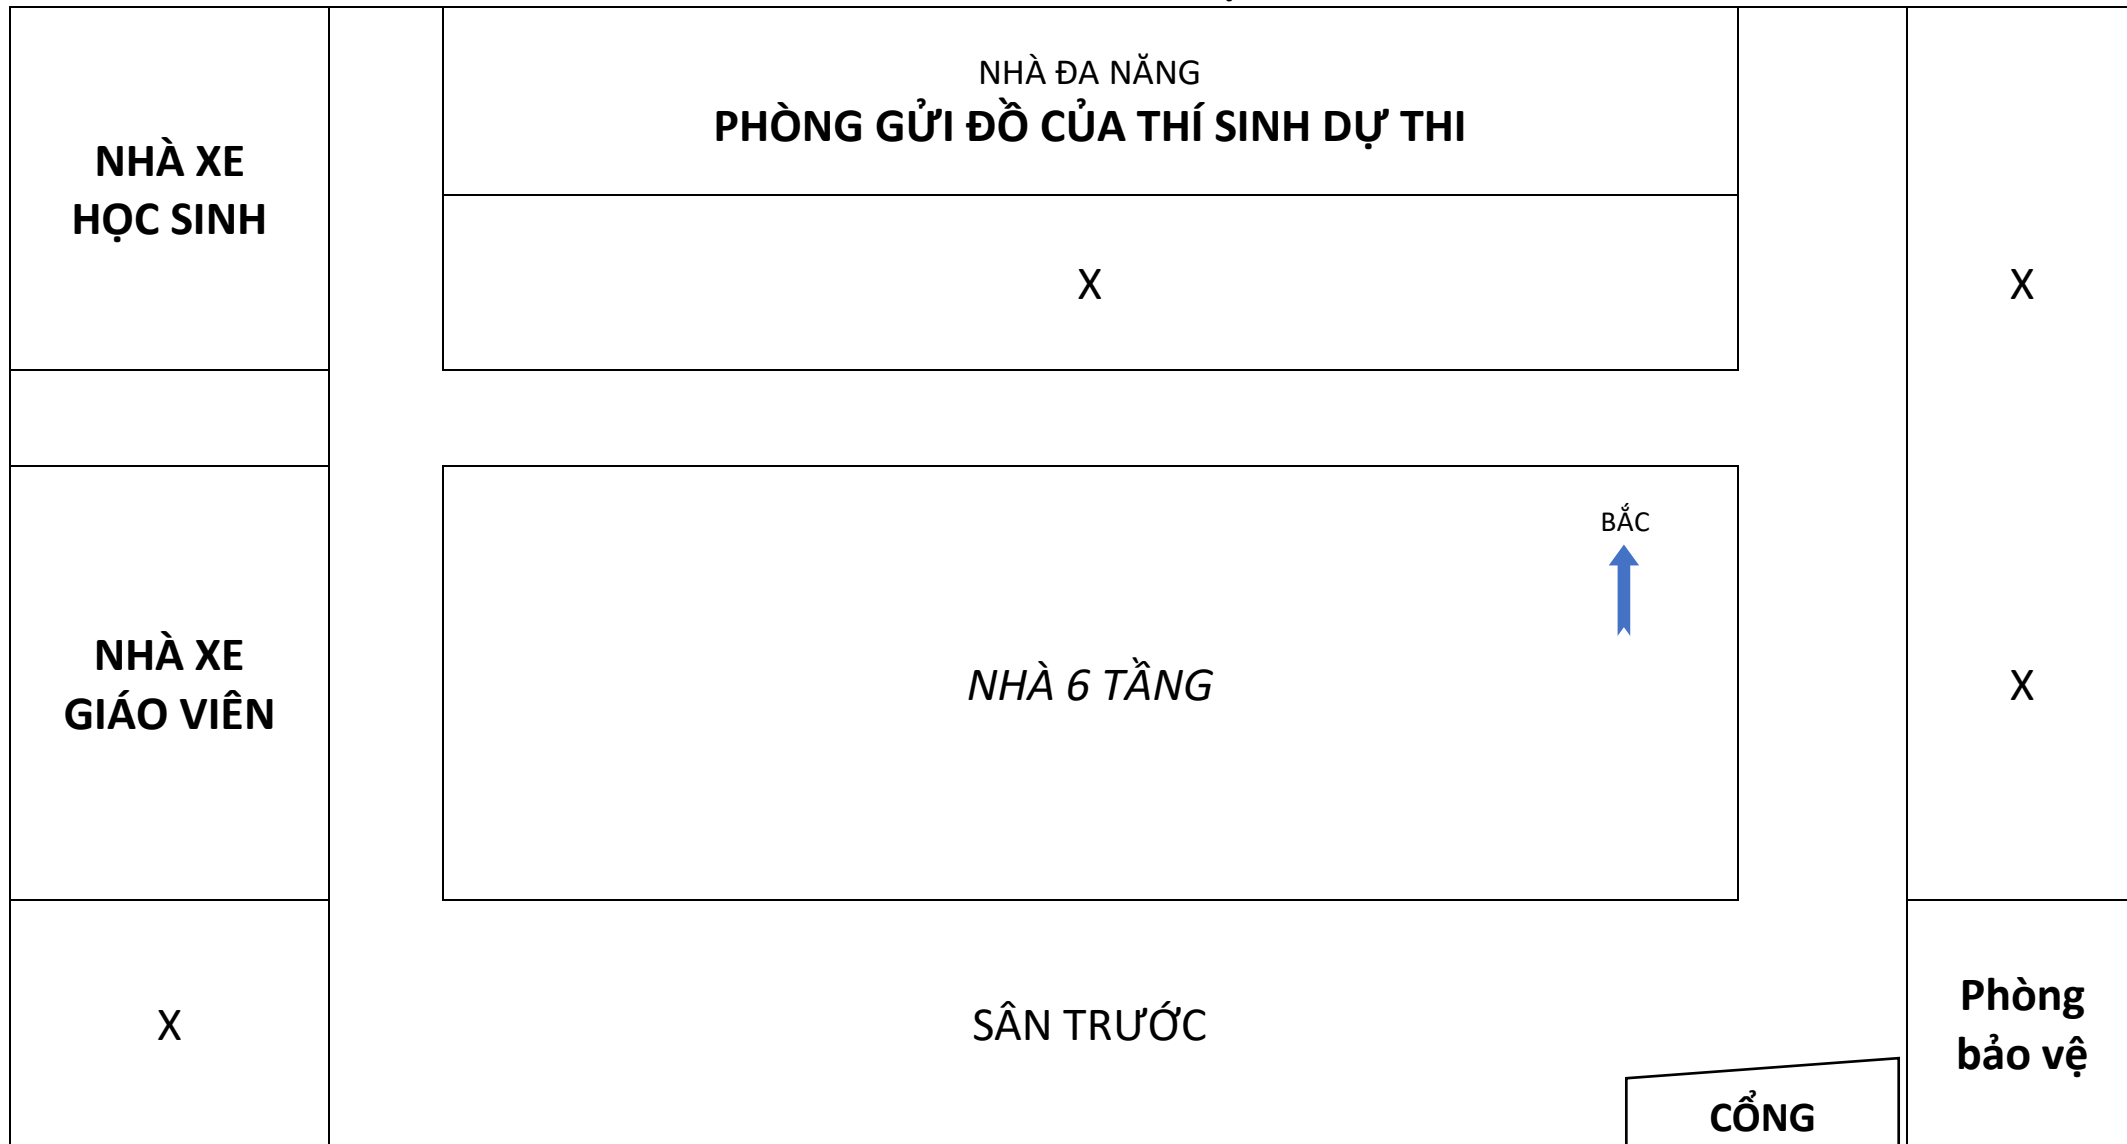 NHÀ ĐA NĂNG
PHÒNG GỬI ĐỒ CỦA THÍ SINH DỰ THI
NHÀ XE
HỌC SINH
X
X
BẮC
NHÀ XE
GIÁO VIÊN
NHÀ 6 TẦNG
X
X
SÂN TRƯỚC
Phòng
bảo vệ
CỔNG